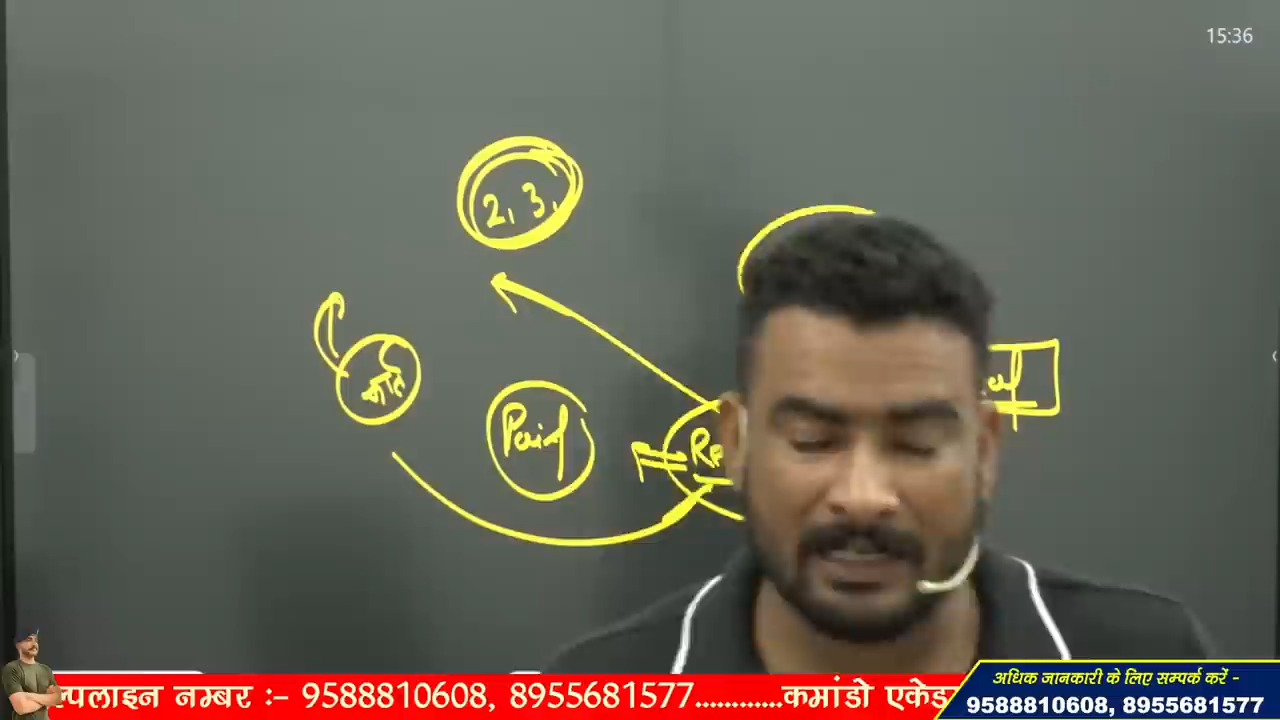 15:36
2, 3,
Paid
ल्पलाइन नम्बर :- 9588810608, 8955681577............कमांडो एकेड
अधिक जानकारी के लिए सम्पर्क करें -
9588810608, 8955681577